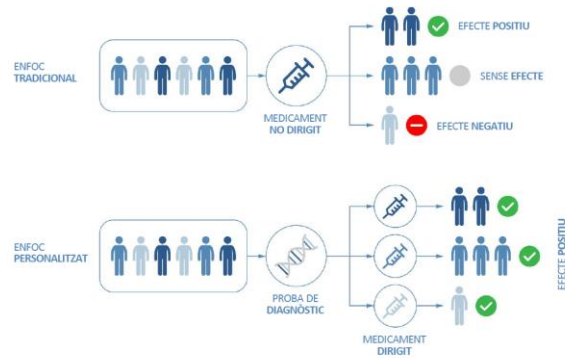 ENFOC
TRADICIONAL
MEDICAMENT
NO DIRIGIT
EFECTE POSITIU
SENSE EFECTE
EFECTE NEGATIU
ENFOC
PERSONALITZAT
PROBA DE
DIAGNÒSTIC
MEDICAMENT
DIRIGIT
EFECTE POSITIU